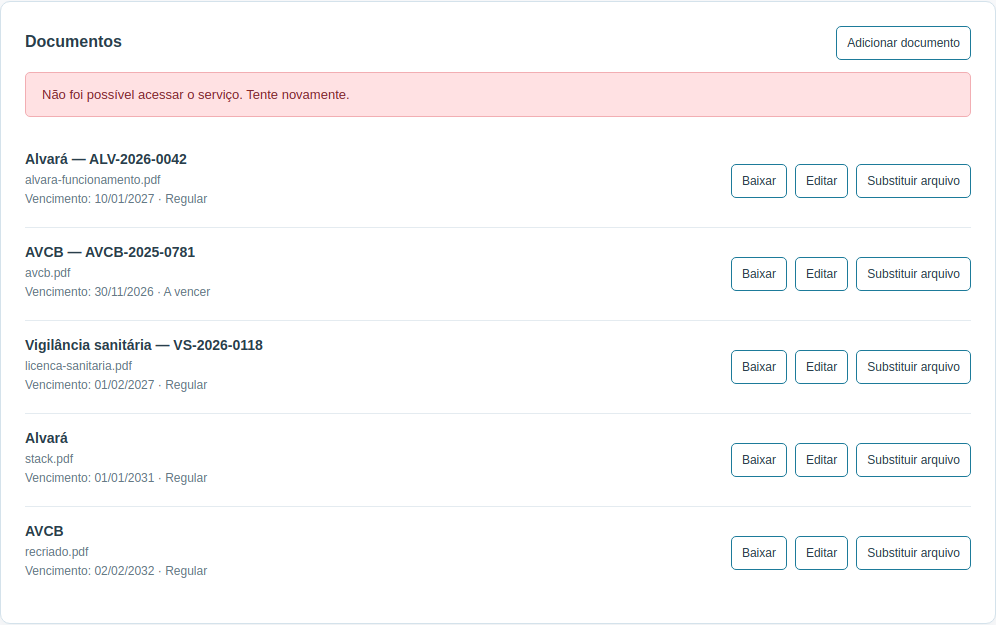 Documentos
Adicionar documento
Não foi possível acessar o serviço. Tente novamente.
Alvará — ALV-2026-0042
alvara-funcionamento.pdf
Vencimento: 10/01/2027 · Regular
Baixar
Editar
Substituir arquivo
AVCB — AVCB-2025-0781
avcb.pdf
Vencimento: 30/11/2026 · A vencer
Baixar
Editar
Substituir arquivo
Vigilância sanitária — VS-2026-0118
licenca-sanitaria.pdf
Vencimento: 01/02/2027 · Regular
Baixar
Editar
Substituir arquivo
Alvará
stack.pdf
Vencimento: 01/01/2031 · Regular
Baixar
Editar
Substituir arquivo
AVCB
recriado.pdf
Vencimento: 02/02/2032 · Regular
Baixar
Editar
Substituir arquivo